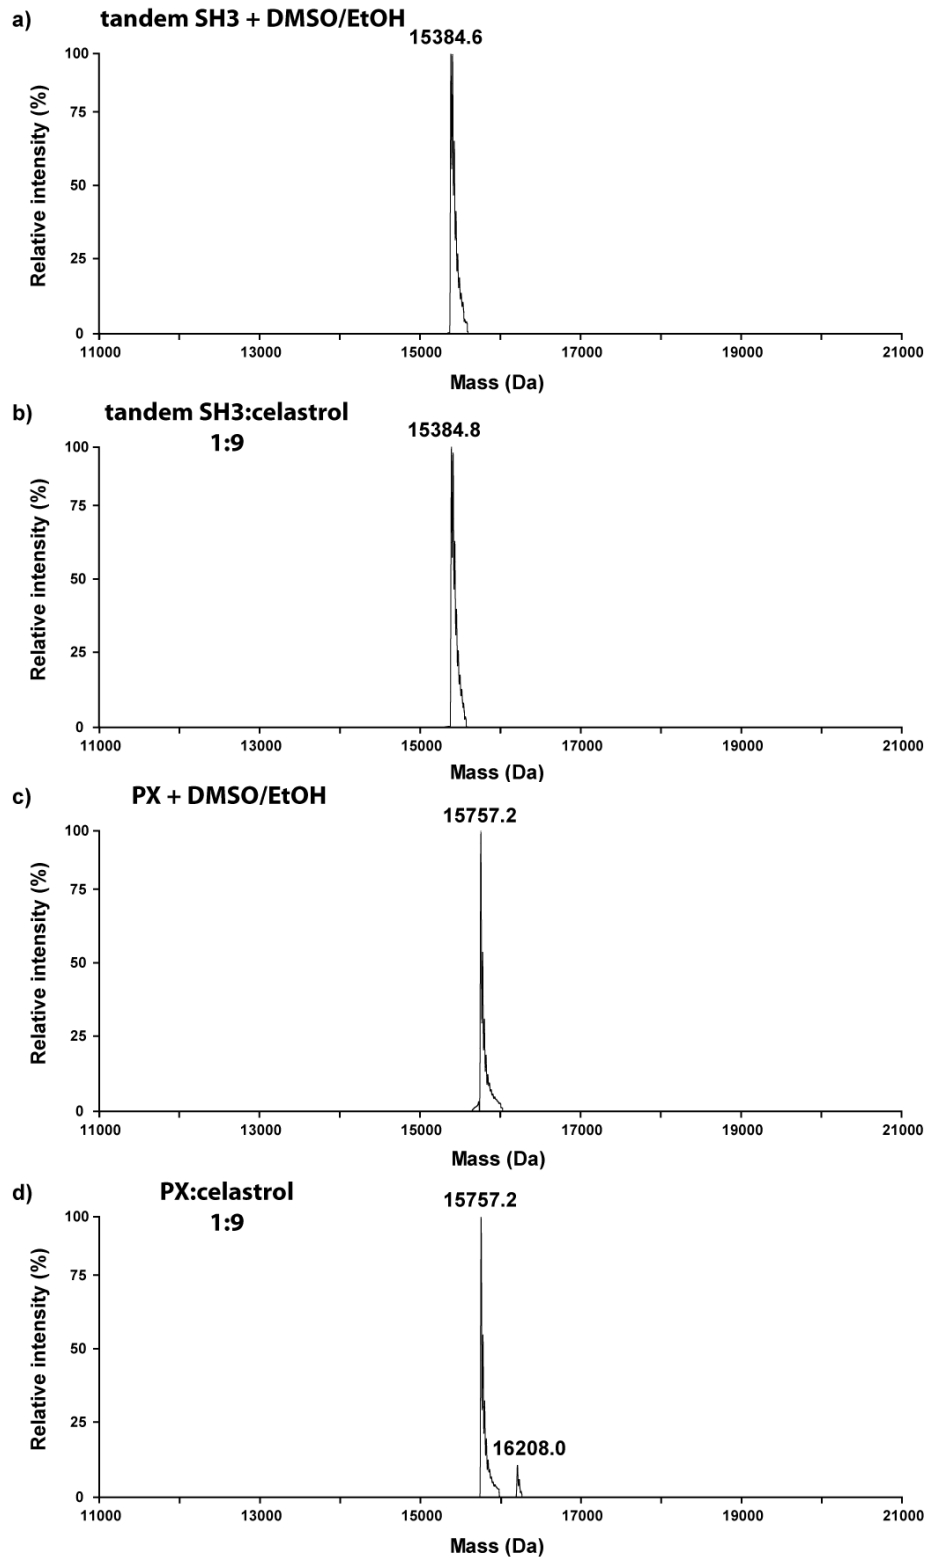 a) tandem SH3 + DMSO/EtOH
15384.6
Relative intensity (%)
100
75
50
25
0
11000 13000 15000 17000 19000 21000
Mass (Da)
b) tandem SH3:celastrol
1:9
15384.8
Relative intensity (%)
100
75
50
25
0
11000 13000 15000 17000 19000 21000
Mass (Da)
c) PX + DMSO/EtOH
15757.2
Relative intensity (%)
100
75
50
25
0
11000 13000 15000 17000 19000 21000
Mass (Da)
d) PX:celastrol
1:9
15757.2
16208.0
Relative intensity (%)
100
75
50
25
0
11000 13000 15000 17000 19000 21000
Mass (Da)